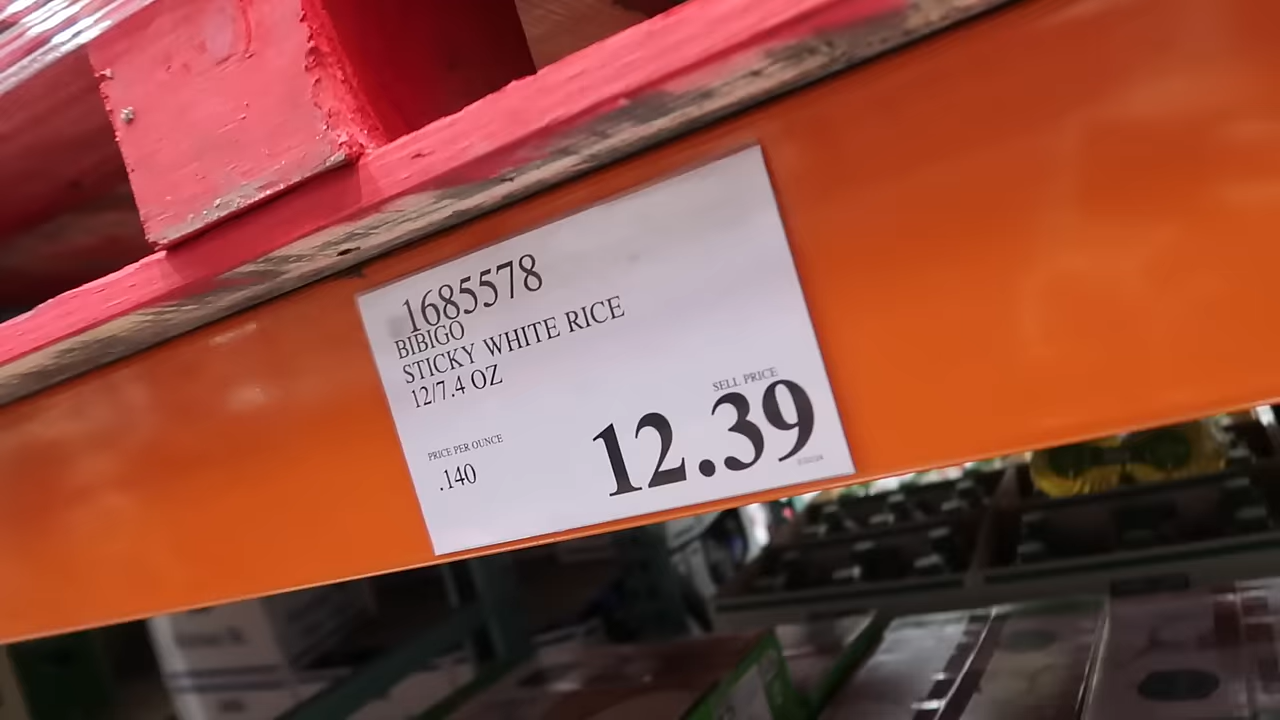 1685578
BIBIGO
STICKY WHITE RICE
12/7.4 OZ
SELL PRICE
12.39
PRICE PER OUNCE
.140